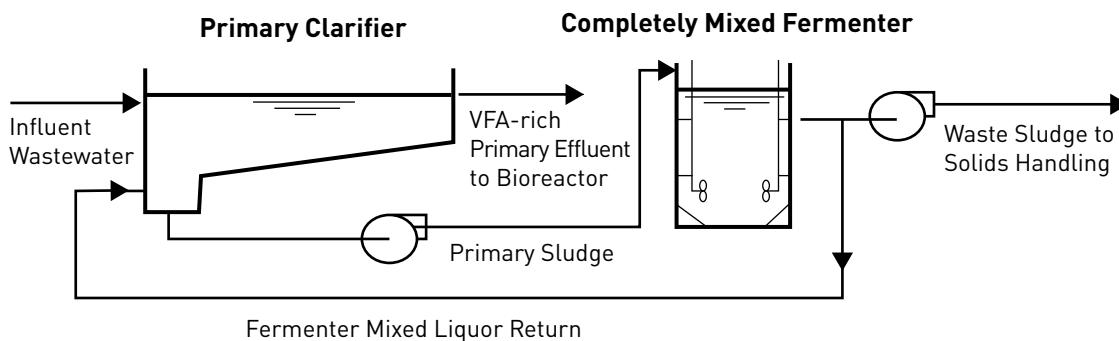 Primary Clarifier
Completely Mixed Fermenter
Influent
Wastewater
VFA-rich
Primary Effluent
to Bioreactor
Waste Sludge to
Solids Handling
Primary Sludge
Fermenter Mixed Liquor Return